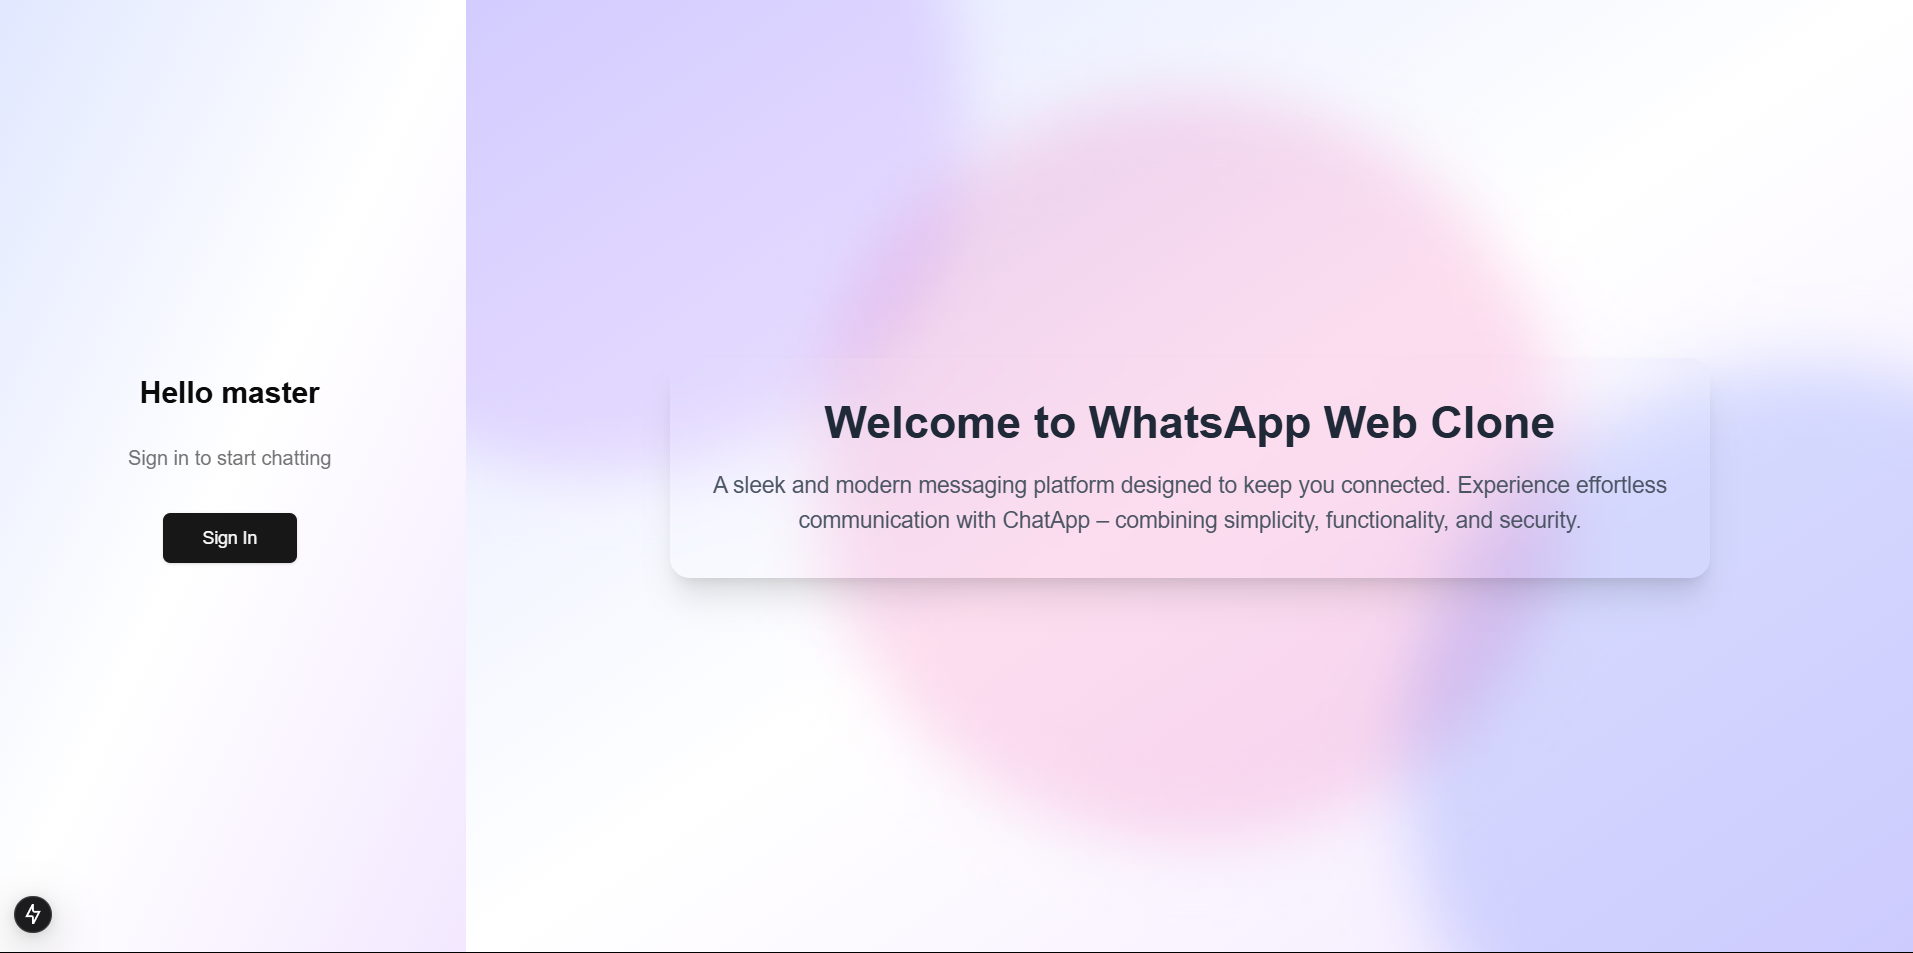 Hello master
Sign in to start chatting
Sign In
Welcome to WhatsApp Web Clone
A sleek and modern messaging platform designed to keep you connected. Experience effortless
communication with ChatApp – combining simplicity, functionality, and security.